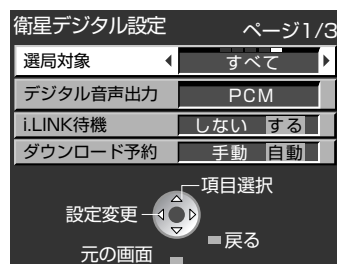 衛星デジタル設定 ページ1/3
選局対象 すべて
デジタル音声出力 PCM
i.LINK待機 しない する
ダウンロード予約 手動 自動
項目選択
設定変更
戻る
元の画面